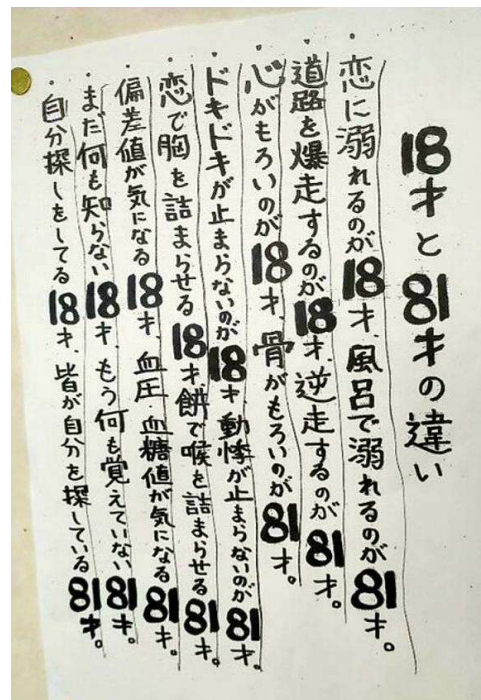 18才と81才の違い
恋に溺れるのが18才、風呂で溺れるのが81才。
道路を爆走するのが18才、逆走するのが81才。
心がもろいのが18才、骨がもろいのが81才。
ドキドキが止まらないのが18才動悸が止まらないのが81才。
恋で胸を詰まらせる18才餅で喉を詰まらせる81才。
偏差値が気になる18才、血圧・血糖値が気になる81才。
まだ何も知らない18才、もう何も覚えていない81才。
自分探しをしてる18才、皆が自分を探している81才。